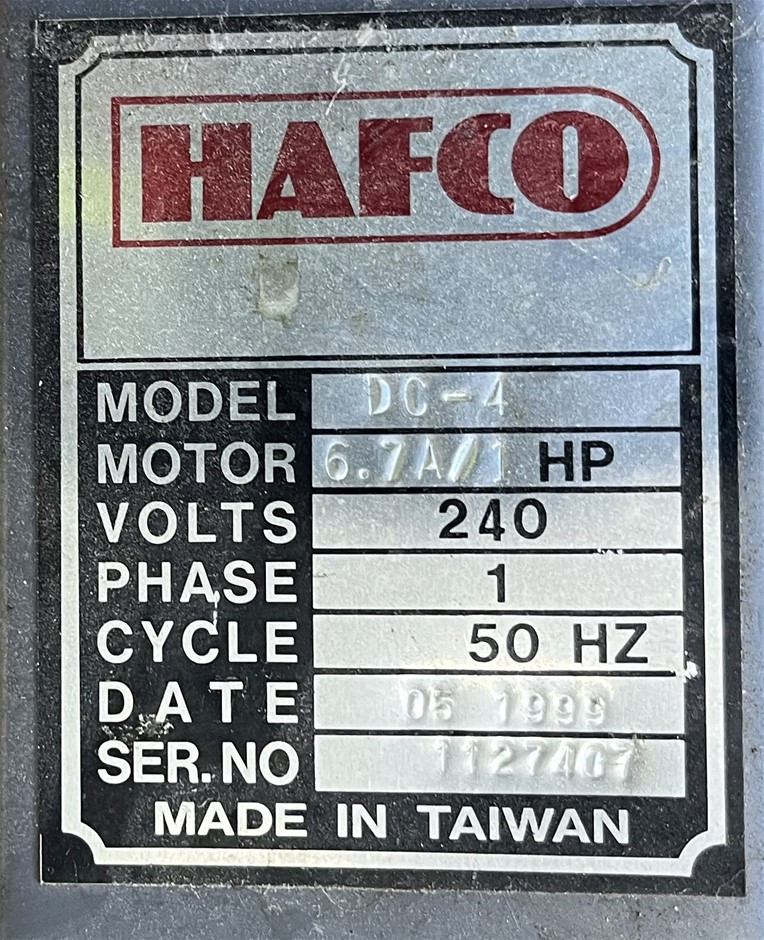 HAFCO
MODEL DC-4
MOTOR 6.7A/1 HP
VOLTS 240
PHASE 1
CYCLE 50 HZ
DATE 05 1999
SER.NO 1127407
MADE IN TAIWAN